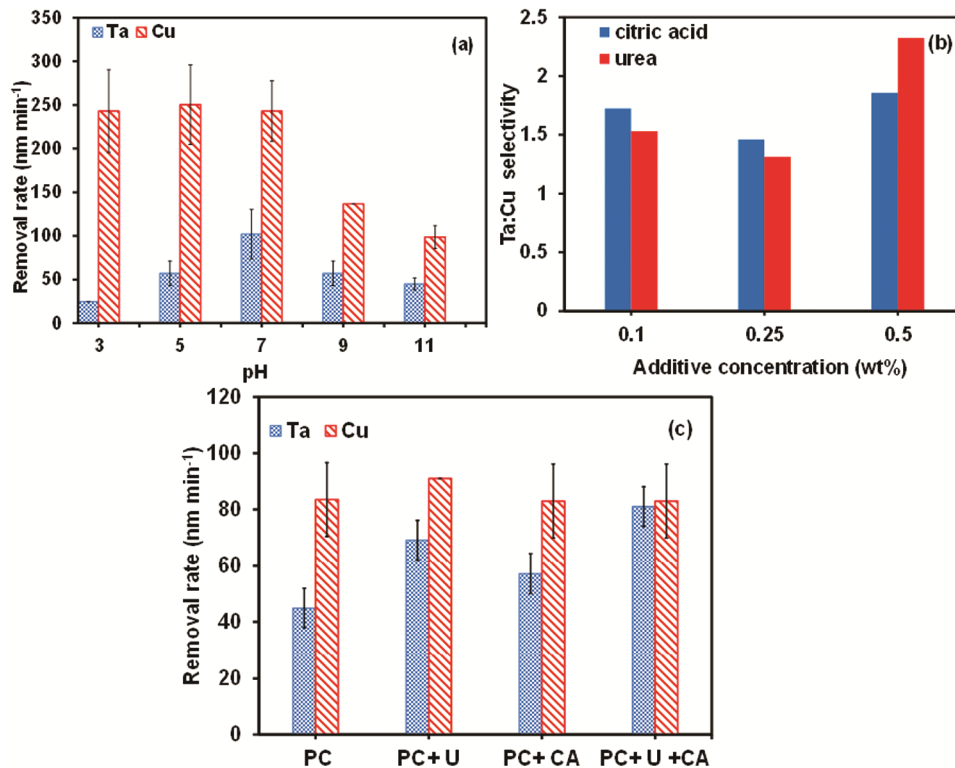 350
300
250
200
150
100
50
0
Removal rate (nm min-1)
Ta Cu
(a)
3 5 7 9 11
pH
2.5
2
1.5
1
0.5
0
Ta:Cu selectivity
citric acid
urea
(b)
0.1 0.25 0.5
Additive concentration (wt%)
120
100
80
60
40
20
0
Removal rate (nm min-1)
Ta Cu
(c)
PC PC+ U PC+ CA PC+ U +CA